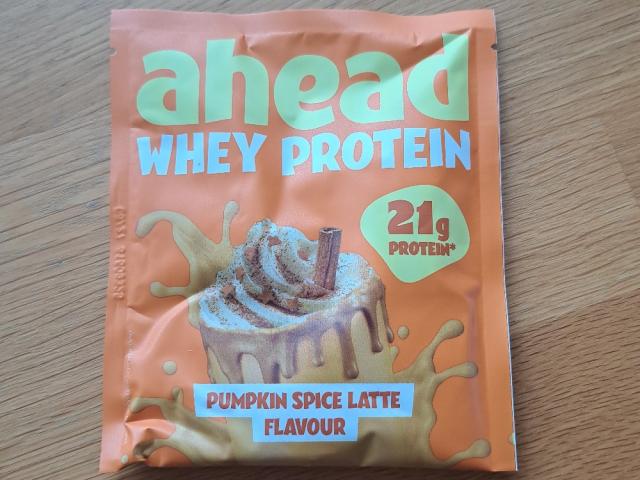 ahead
WHEY PROTEIN
21g
PROTEIN*
PUMPKIN SPICE LATTE
FLAVOUR